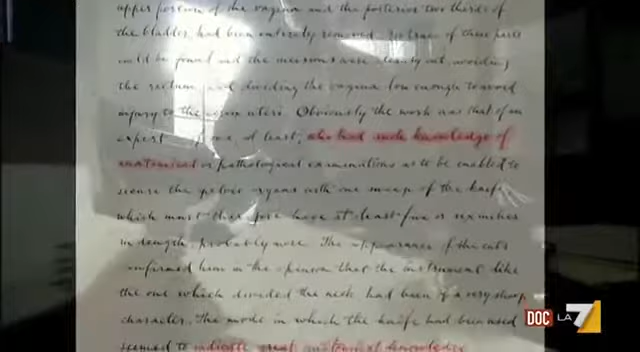 upper portion of the vagina and the posterior two thirds of
the bladder, had been entirely removed. No trace of these parts
could be found and the incisions were cleanly cut, avoiding
the rectum, and dividing the vagina low enough to avoid
injury to the cervix uteri. Obviously the work was that of an
expert of one, at least, who had such knowledge of
anatomical or pathological examinations as to be enabled to
secure the pelvic organs with one sweep of the knife
which must therefore have at least five or six inches
in length, probably more. The appearance of the cuts
confirmed him in the opinion that the instrument like
the one which divided the neck had been of a very sharp
character. The mode in which the knife had been used
seemed to indicate great anatomical knowledge
DOC LA7